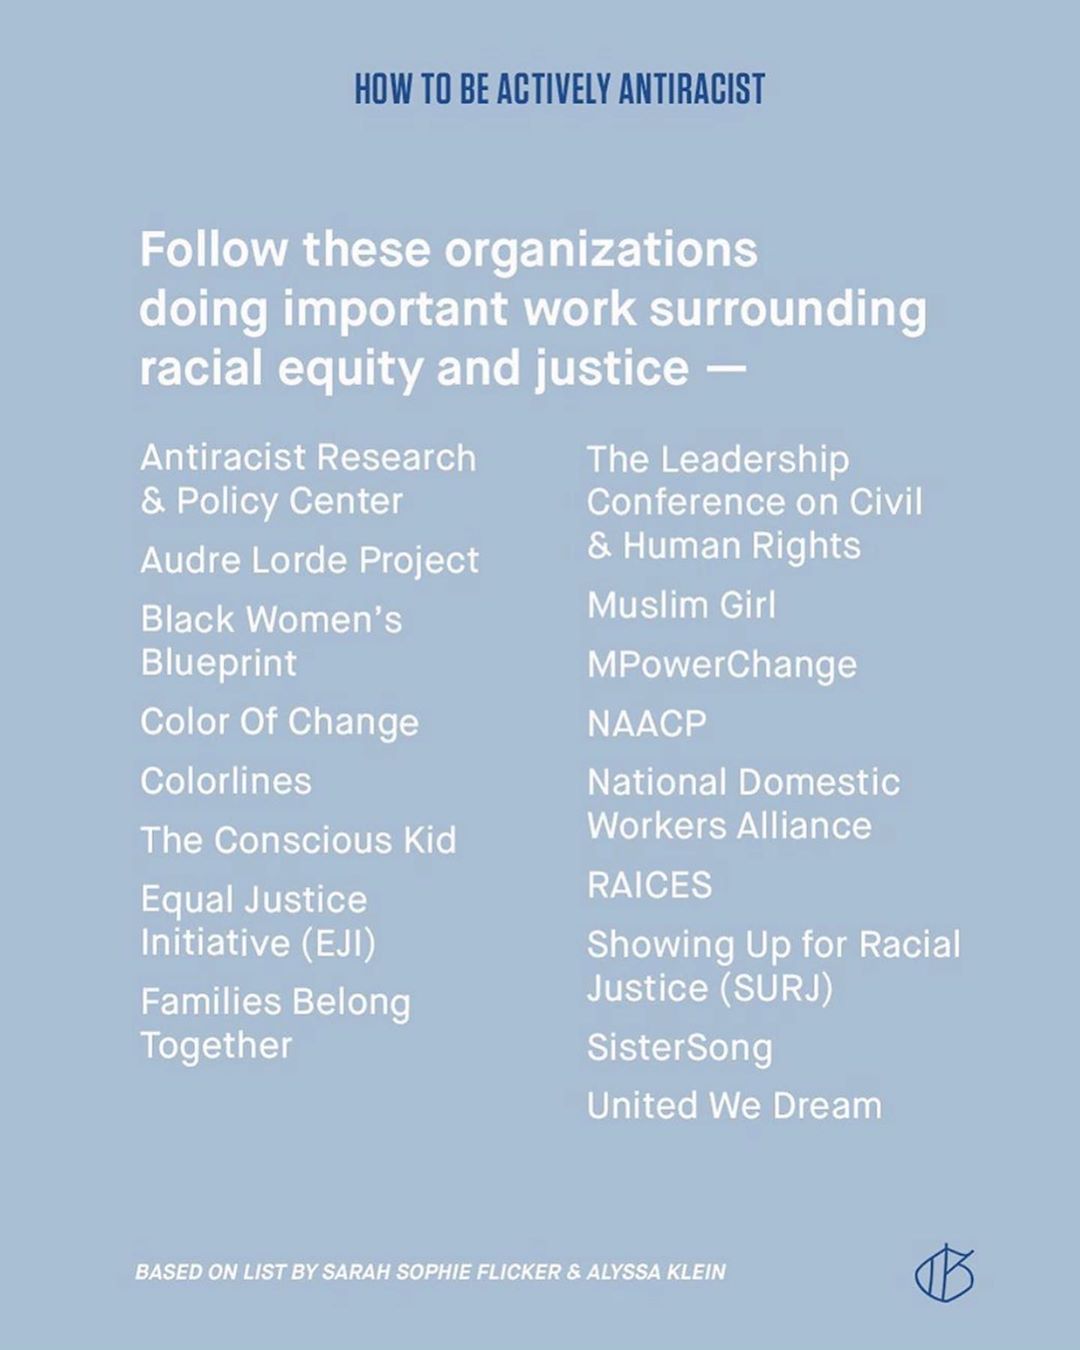 HOW TO BE ACTIVELY ANTIRACIST
Follow these organizations
doing important work surrounding
racial equity and justice —
Antiracist Research
& Policy Center
Audre Lorde Project
Black Women’s
Blueprint
Color Of Change
Colorlines
The Conscious Kid
Equal Justice
Initiative (EJI)
Families Belong
Together
The Leadership
Conference on Civil
& Human Rights
Muslim Girl
MPowerChange
NAACP
National Domestic
Workers Alliance
RAICES
Showing Up for Racial
Justice (SURJ)
SisterSong
United We Dream
BASED ON LIST BY SARAH SOPHIE FLICKER & ALYSSA KLEIN